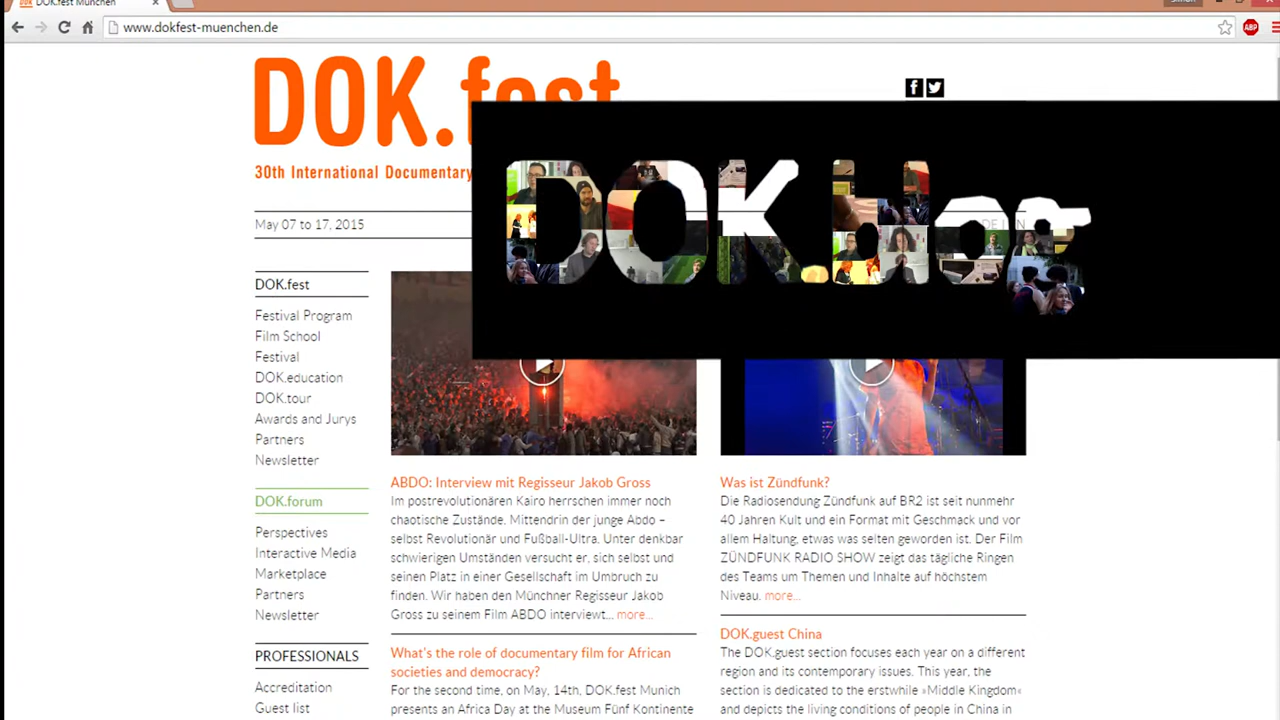 DOK.fest München
www.dokfest-muenchen.de
ABP
DOK.fest
30th International Documentary
May 07 to 17. 2015
DOK.blog
DOK.fest
Festival Program
Film School
Festival
DOK.education
DOK.tour
Awards and Jurys
Partners
Newsletter
DOK.forum
Perspectives
Interactive Media
Marketplace
Partners
Newsletter
PROFESSIONALS
Accreditation
Guest list
ABDO: Interview mit Regisseur Jakob Gross
Im postrevolutionären Kairo herrschen immer noch
chaotische Zustände. Mittendrin der junge Abdo –
selbst Revolutionär und Fußball-Ultra. Unter denkbar
schwierigen Umständen versucht er, sich selbst und
seinen Platz in einer Gesellschaft im Umbruch zu
finden. Wir haben den Münchner Regisseur Jakob
Gross zu seinem Film ABDO interviewt... more...
What's the role of documentary film for African
societies and democracy?
For the second time, on May, 14th, DOK.fest Munich
presents an Africa Day at the Museum Fünf Kontinente
Was ist Zündfunk?
Die Radiosendung Zündfunk auf BR2 ist seit nunmehr
40 Jahren Kult und ein Format mit Geschmack und vor
allem Haltung, etwas was selten geworden ist. Der Film
ZÜNDFUNK RADIO SHOW zeigt das tägliche Ringen
des Teams um Themen und Inhalte auf höchstem
Niveau. more...
DOK.guest China
The DOK.guest section focuses each year on a different
region and its contemporary issues. This year, the
section is dedicated to the erstwhile »Middle Kingdom«
and depicts the living conditions of people in China in